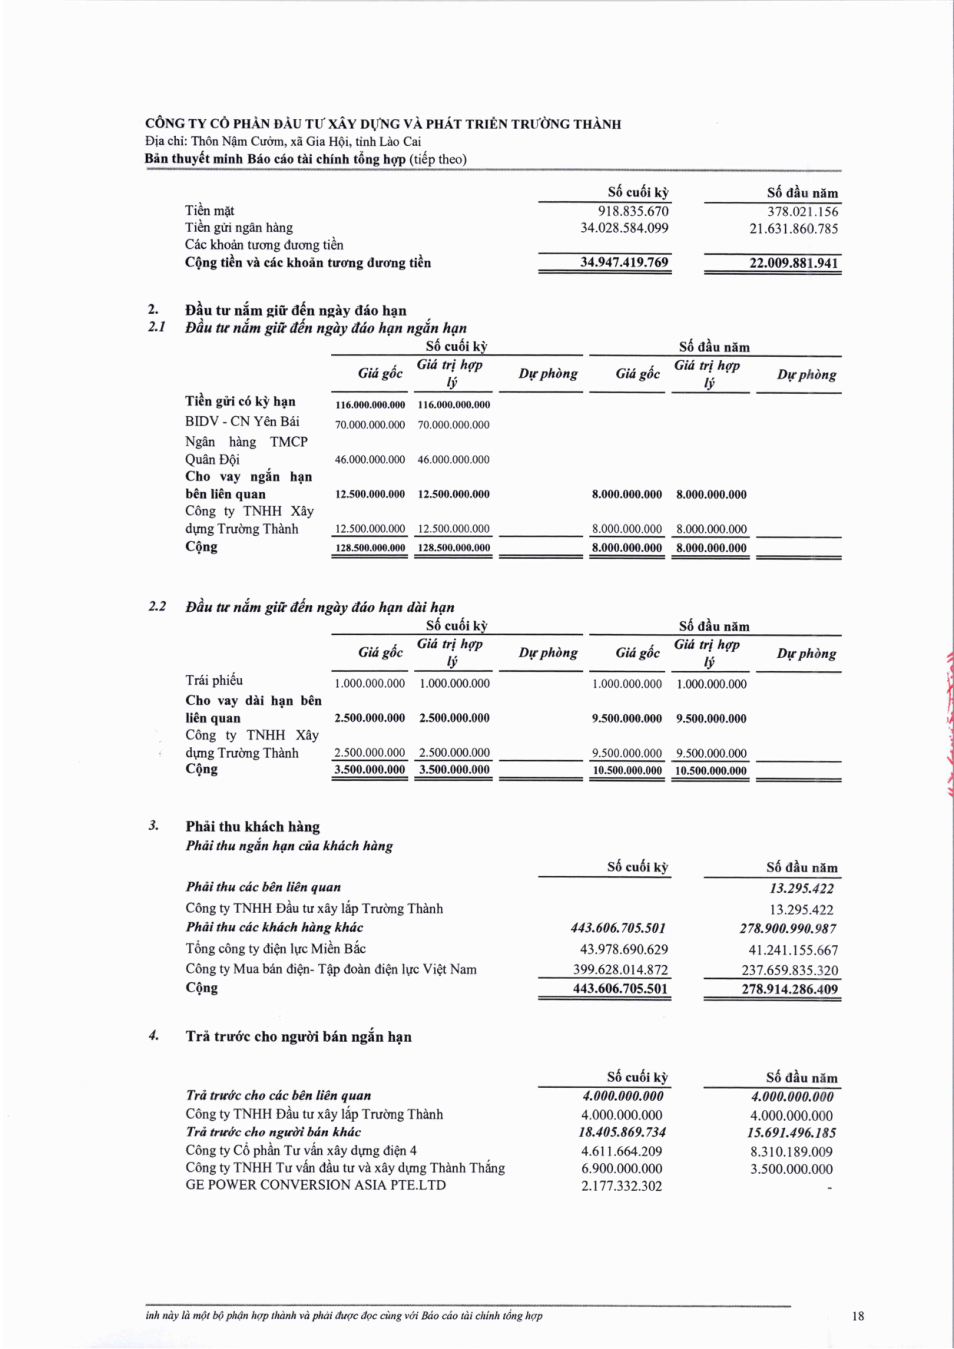 CÔNG TY CỔ PHẦN ĐẦU TƯ XÂY DỰNG VÀ PHÁT TRIỂN TRƯỜNG THÀNH
Địa chỉ: Thôn Nậm Cưởm, xã Gia Hội, tỉnh Lào Cai
Bản thuyết minh Báo cáo tài chính tổng hợp (tiếp theo)
Số cuối kỳ Số đầu năm
Tiền mặt 918.835.670 378.021.156
Tiền gửi ngân hàng 34.028.584.099 21.631.860.785
Các khoản tương đương tiền
Cộng tiền và các khoản tương đương tiền 34.947.419.769 22.009.881.941
2. Đầu tư nắm giữ đến ngày đáo hạn
2.1 Đầu tư nắm giữ đến ngày đáo hạn ngắn hạn
Số cuối kỳ Số đầu năm
Giá gốc Giá trị hợp lý Dự phòng Giá gốc Giá trị hợp lý Dự phòng
Tiền gửi có kỳ hạn 116.000.000.000 116.000.000.000
BIDV - CN Yên Bái 70.000.000.000 70.000.000.000
Ngân hàng TMCP
Quân Đội 46.000.000.000 46.000.000.000
Cho vay ngắn hạn
bên liên quan 12.500.000.000 12.500.000.000 8.000.000.000 8.000.000.000
Công ty TNHH Xây
dựng Trường Thành 12.500.000.000 12.500.000.000 8.000.000.000 8.000.000.000
Cộng 128.500.000.000 128.500.000.000 8.000.000.000 8.000.000.000
2.2 Đầu tư nắm giữ đến ngày đáo hạn dài hạn
Số cuối kỳ Số đầu năm
Giá gốc Giá trị hợp lý Dự phòng Giá gốc Giá trị hợp lý Dự phòng
Trái phiếu 1.000.000.000 1.000.000.000 1.000.000.000 1.000.000.000
Cho vay dài hạn bên
liên quan 2.500.000.000 2.500.000.000 9.500.000.000 9.500.000.000
Công ty TNHH Xây
dựng Trường Thành 2.500.000.000 2.500.000.000 9.500.000.000 9.500.000.000
Cộng 3.500.000.000 3.500.000.000 10.500.000.000 10.500.000.000
3. Phải thu khách hàng
Phải thu ngắn hạn của khách hàng
Số cuối kỳ Số đầu năm
Phải thu các bên liên quan 13.295.422
Công ty TNHH Đầu tư xây lắp Trường Thành 13.295.422
Phải thu các khách hàng khác 443.606.705.501 278.900.990.987
Tổng công ty điện lực Miền Bắc 43.978.690.629 41.241.155.667
Công ty Mua bán điện- Tập đoàn điện lực Việt Nam 399.628.014.872 237.659.835.320
Cộng 443.606.705.501 278.914.286.409
4. Trả trước cho người bán ngắn hạn
Số cuối kỳ Số đầu năm
Trả trước cho các bên liên quan 4.000.000.000 4.000.000.000
Công ty TNHH Đầu tư xây lắp Trường Thành 4.000.000.000 4.000.000.000
Trả trước cho người bán khác 18.405.869.734 15.691.496.185
Công ty Cổ phần Tư vấn xây dựng điện 4 4.611.664.209 8.310.189.009
Công ty TNHH Tư vấn đầu tư và xây dựng Thành Thắng 6.900.000.000 3.500.000.000
GE POWER CONVERSION ASIA PTE.LTD 2.177.332.302 -
inh này là một bộ phận hợp thành và phải được đọc cùng với Báo cáo tài chính tổng hợp 18